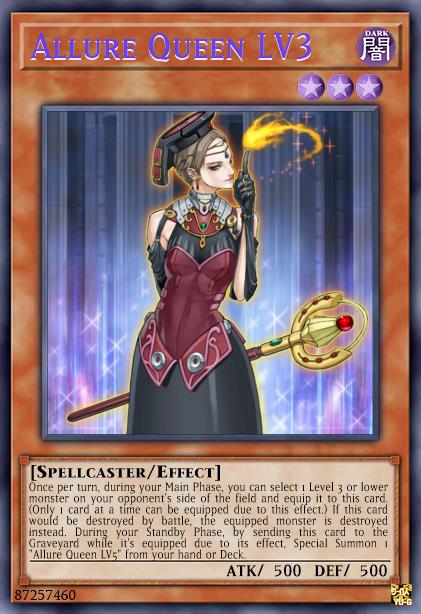 ALLURE QUEEN LV3
DARK
闇
[SPELLCASTER/EFFECT]
Once per turn, during your Main Phase, you can select 1 Level 3 or lower
monster on your opponent's side of the field and equip it to this card.
(Only 1 card at a time can be equipped due to this effect.) If this card
would be destroyed by battle, the equipped monster is destroyed
instead. During your Standby Phase, by sending this card to the
Graveyard while it's equipped due to its effect, Special Summon 1
"Allure Queen LV5" from your hand or Deck.
ATK/ 500 DEF/ 500
87257460